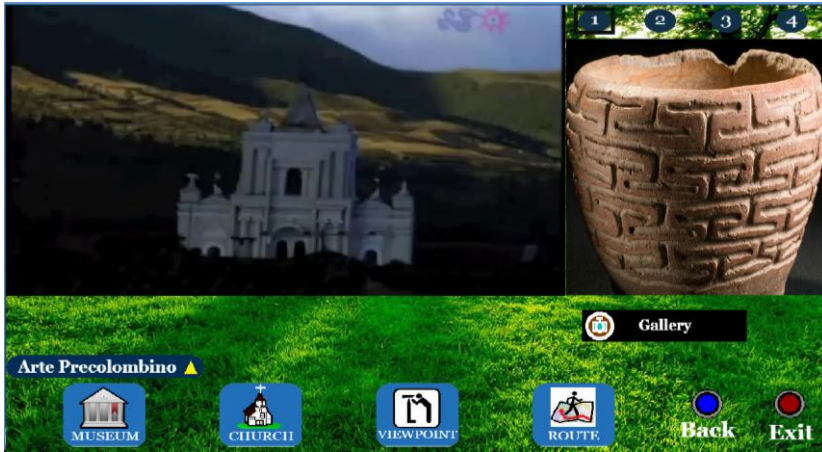 1 2 3 4
Gallery
Arte Precolombino
MUSEUM CHURCH VIEWPOINT ROUTE Back Exit